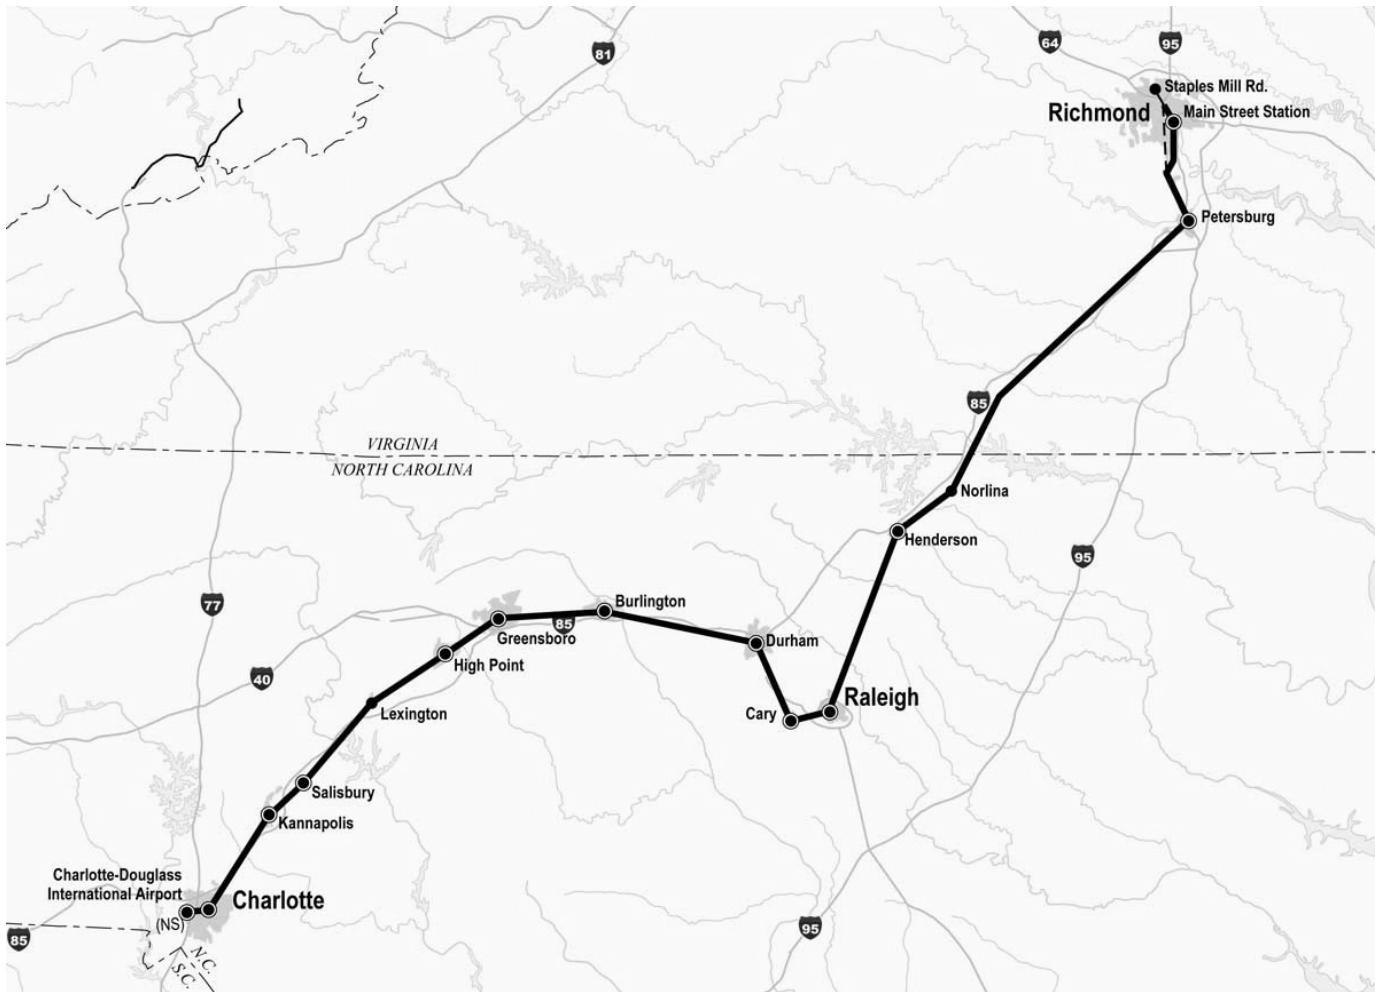 81
64
95
Staples Mill Rd.
Richmond
Main Street Station
Petersburg
85
VIRGINIA
NORTH CAROLINA
Norlina
Henderson
95
77
Burlington
85
Greensboro
Durham
High Point
40
Raleigh
Cary
Lexington
Salisbury
Kannapolis
Charlotte-Douglass
International Airport
Charlotte
(NS)
85
95
N.C.
S.C.